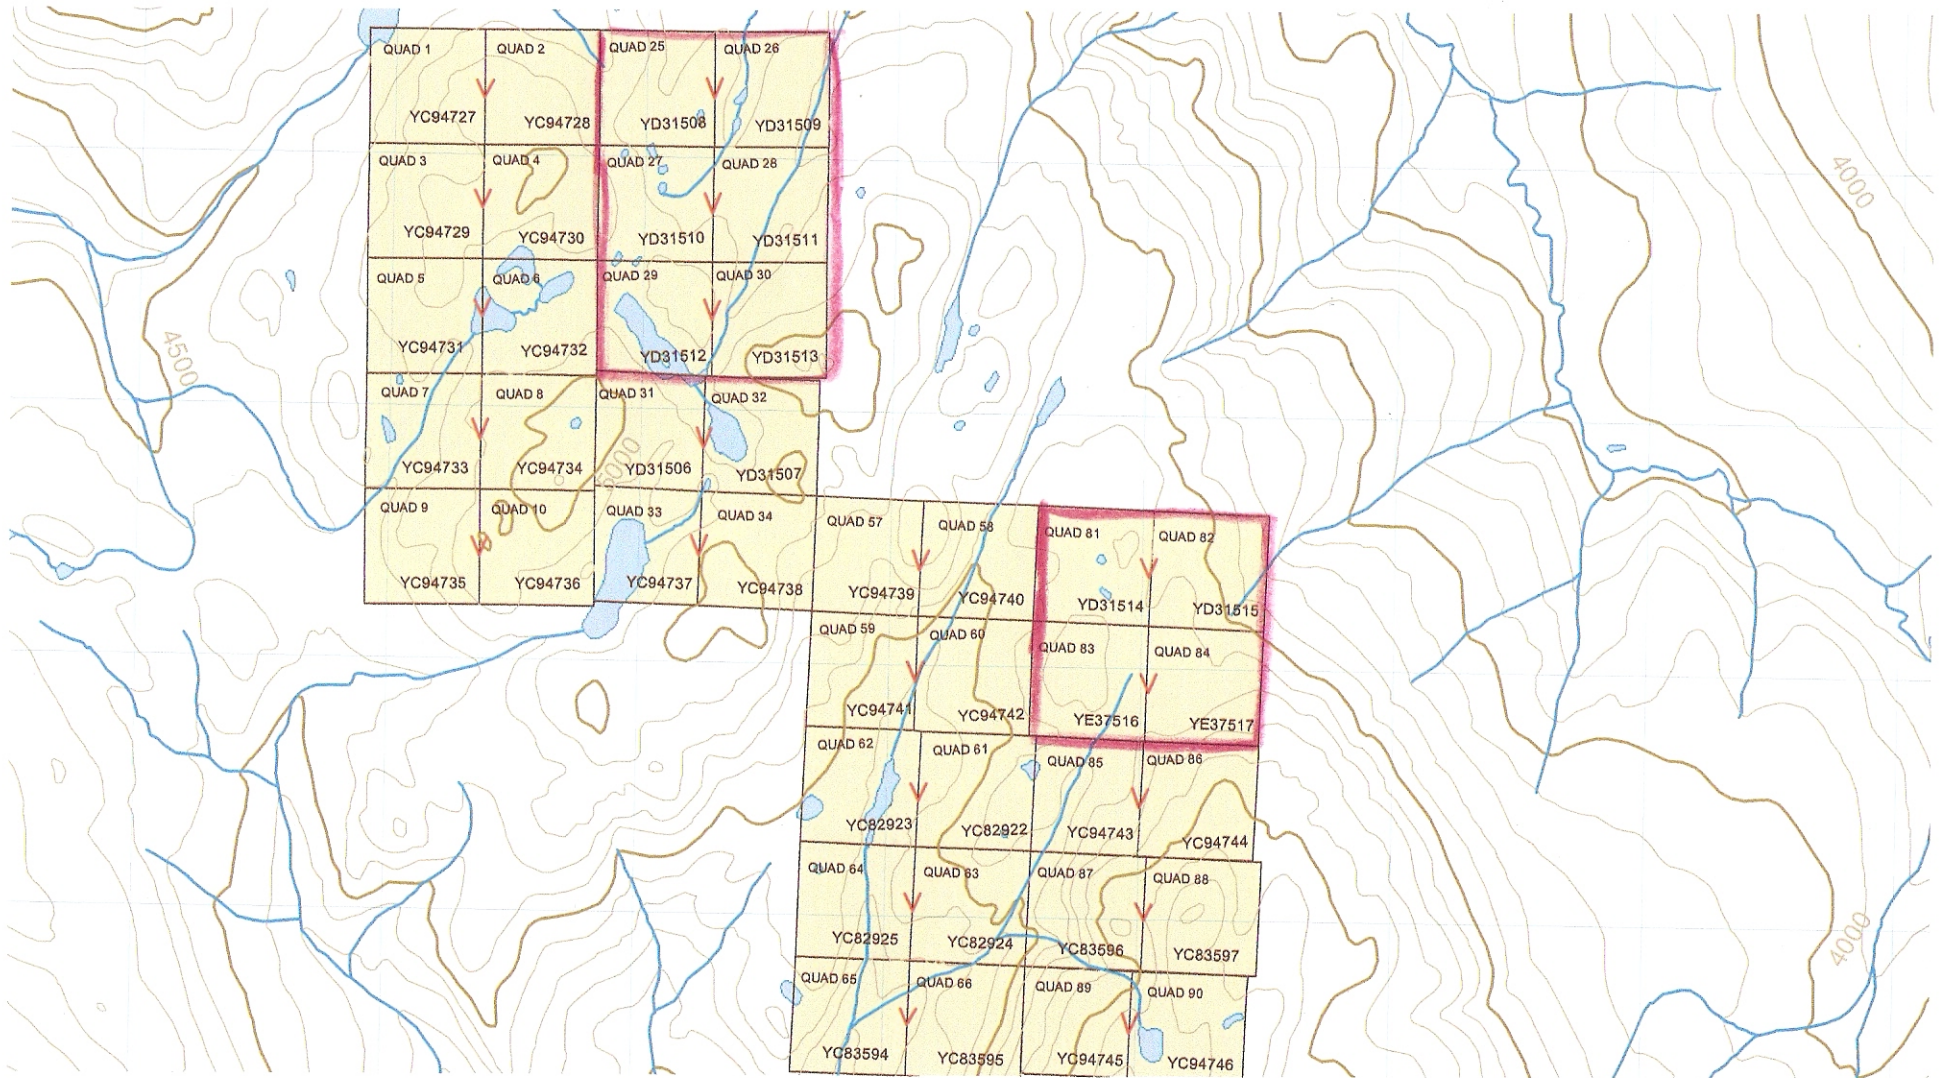 QUAD 1 QUAD 2 QUAD 25 QUAD 26
YC94727 YC94728 YD31508 YD31509
QUAD 3 QUAD 4 QUAD 27 QUAD 28
4000
YC94729 YC94730 YD31510 YD31511
QUAD 5 QUAD 6 QUAD 29 QUAD 30
4500
YC94731 YC94732 YD31512 YD31513
QUAD 7 QUAD 8 QUAD 31 QUAD 32
YC94733 YC94734 YD31506 YD31507
5000
QUAD 9 QUAD 10 QUAD 33 QUAD 34 QUAD 57 QUAD 58 QUAD 81 QUAD 82
YC94735 YC94736 YC94737 YC94738 YC94739 YC94740 YD31514 YD31515
QUAD 59 QUAD 60 QUAD 83 QUAD 84
YC94741 YC94742 YE37516 YE37517
QUAD 62 QUAD 61 QUAD 85 QUAD 86
YC82923 YC82922 YC94743 YC94744
QUAD 64 QUAD 63 QUAD 87 QUAD 88
YC82925 YC82924 YC83596 YC83597
4000
QUAD 65 QUAD 66 QUAD 89 QUAD 90
YC83594 YC83595 YC94745 YC94746